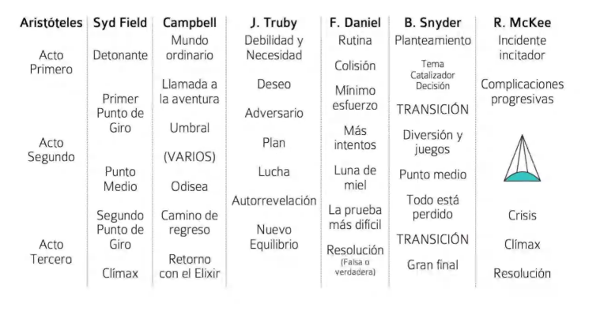 Aristóteles
Acto
Primero
Acto
Segundo
Acto
Tercero
Syd Field
Detonante
Primer
Punto de
Giro
Punto
Medio
Segundo
Punto de
Giro
Clímax
Campbell
Mundo
ordinario
Llamada a
la aventura
Umbral
(VARIOS)
Odisea
Camino de
regreso
Retorno
con el Elixir
J. Truby
Debilidad y
Necesidad
Deseo
Adversario
Plan
Lucha
Autorrevelación
Nuevo
Equilibrio
F. Daniel
Rutina
Colisión
Mínimo
esfuerzo
Más
intentos
Luna de
miel
La prueba
más difícil
Resolución
(Falsa o
verdadera)
B. Snyder
Planteamiento
Tema
Catalizador
Decisión
TRANSICIÓN
Diversión y
juegos
Punto medio
Todo está
perdido
TRANSICIÓN
Gran final
R. McKee
Incidente
incitador
Complicaciones
progresivas
Crisis
Clímax
Resolución